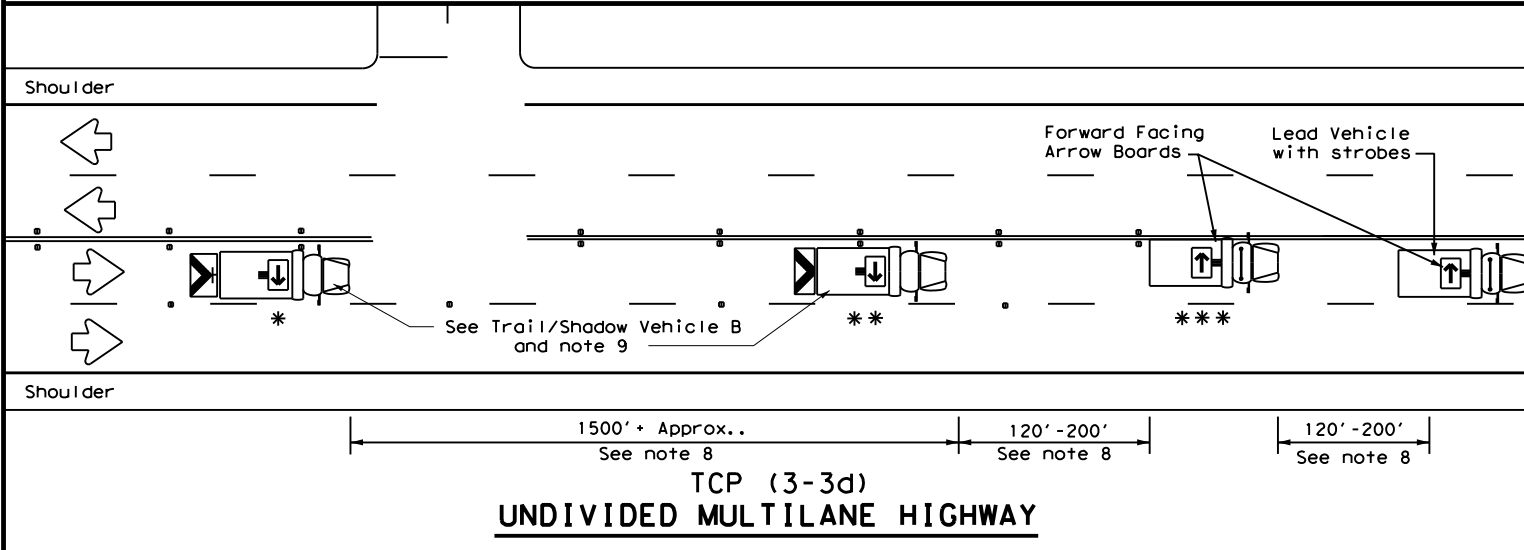 Shoulder
Forward Facing
Arrow Boards
Lead Vehicle
with strobes
*
**
***
See Trail/Shadow Vehicle B
and note 9
Shoulder
1500'+ Approx..
See note 8
120'-200'
See note 8
120'-200'
See note 8
TCP (3-3d)
UNDIVIDED MULTILANE HIGHWAY